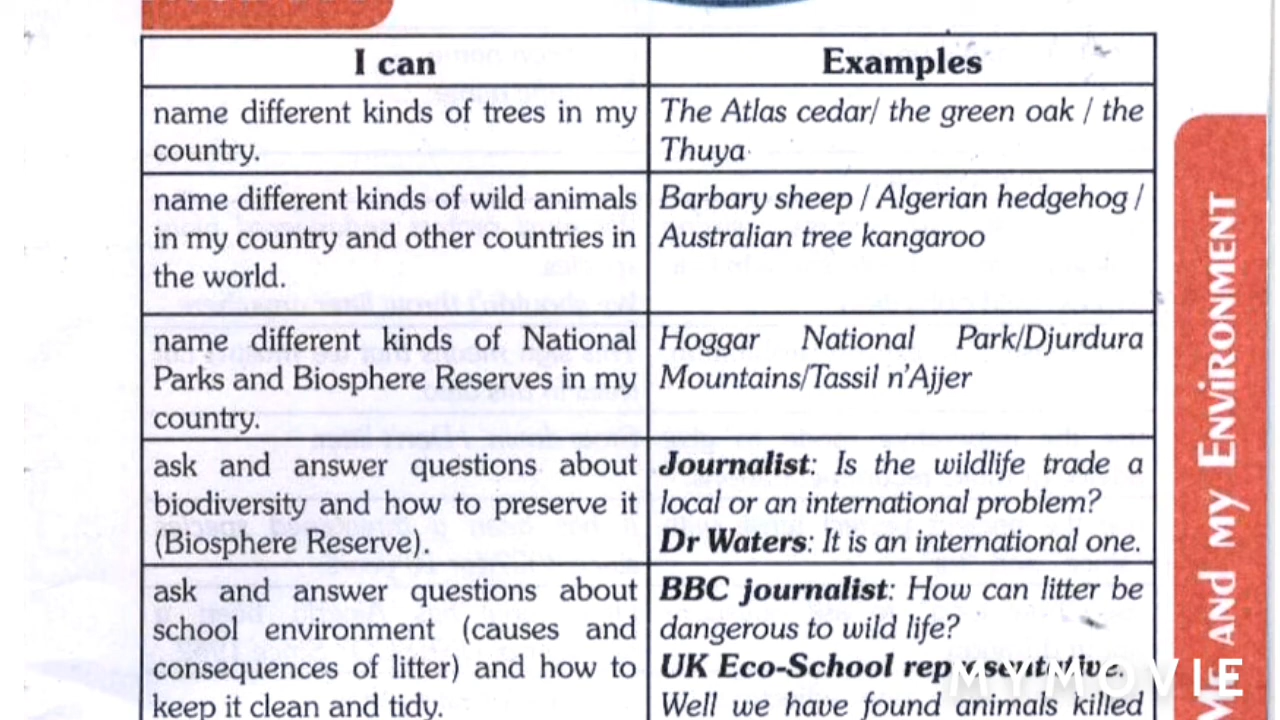 I can
Examples
name different kinds of trees in my
country.
The Atlas cedar/ the green oak / the
Thuya
name different kinds of wild animals
in my country and other countries in
the world.
Barbary sheep / Algerian hedgehog /
Australian tree kangaroo
name different kinds of National
Parks and Biosphere Reserves in my
country.
Hoggar National Park/Djurdura
Mountains/Tassil n'Ajjer
ask and answer questions about
biodiversity and how to preserve it
(Biosphere Reserve).
Journalist: Is the wildlife trade a
local or an international problem?
Dr Waters: It is an international one.
ask and answer questions about
school environment (causes and
consequences of litter) and how to
keep it clean and tidy.
BBC journalist: How can litter be
dangerous to wild life?
UK Eco-School representative.
Well we have found animals killed
ME AND MY ENViRONMENT
MYMOVIE